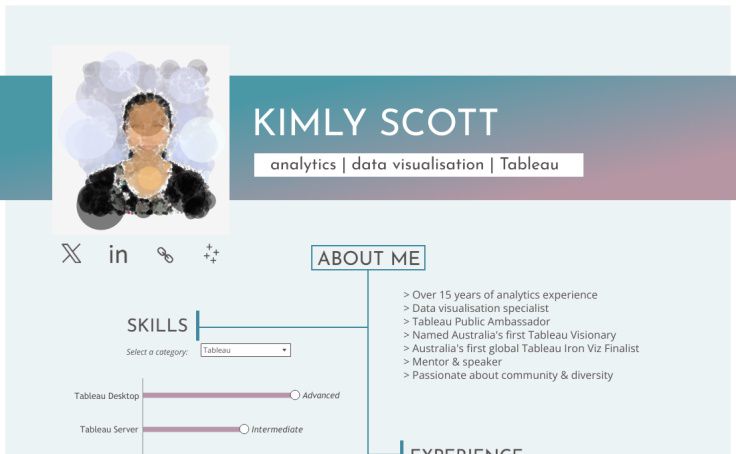 KIMLY SCOTT
analytics | data visualisation | Tableau
X
in
ABOUT ME
> Over 15 years of analytics experience
> Data visualisation specialist
> Tableau Public Ambassador
> Named Australia's first Tableau Visionary
> Australia's first global Tableau Iron Viz Finalist
> Mentor & speaker
> Passionate about community & diversity
SKILLS
Select a category: Tableau
Tableau Desktop Advanced
Tableau Server Intermediate
EXPERIENCE